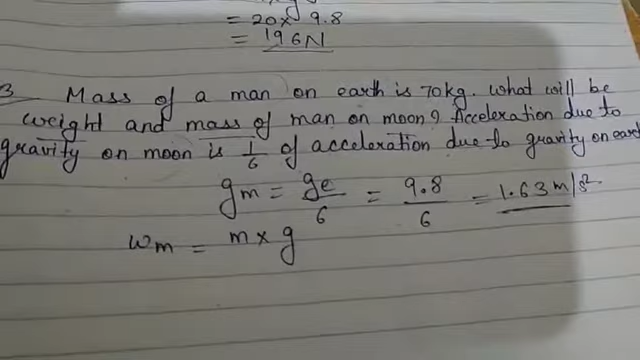 = 20 x 9.8
= 196N
3 Mass of a man on earth is 70kg. what will be
weight and mass of man on moon? Acceleration due to
gravity on moon is 1/6 of acceleration due to gravity on eart
gm = ge/6 = 9.8/6 = 1.63 m/s²
Wm = m x g